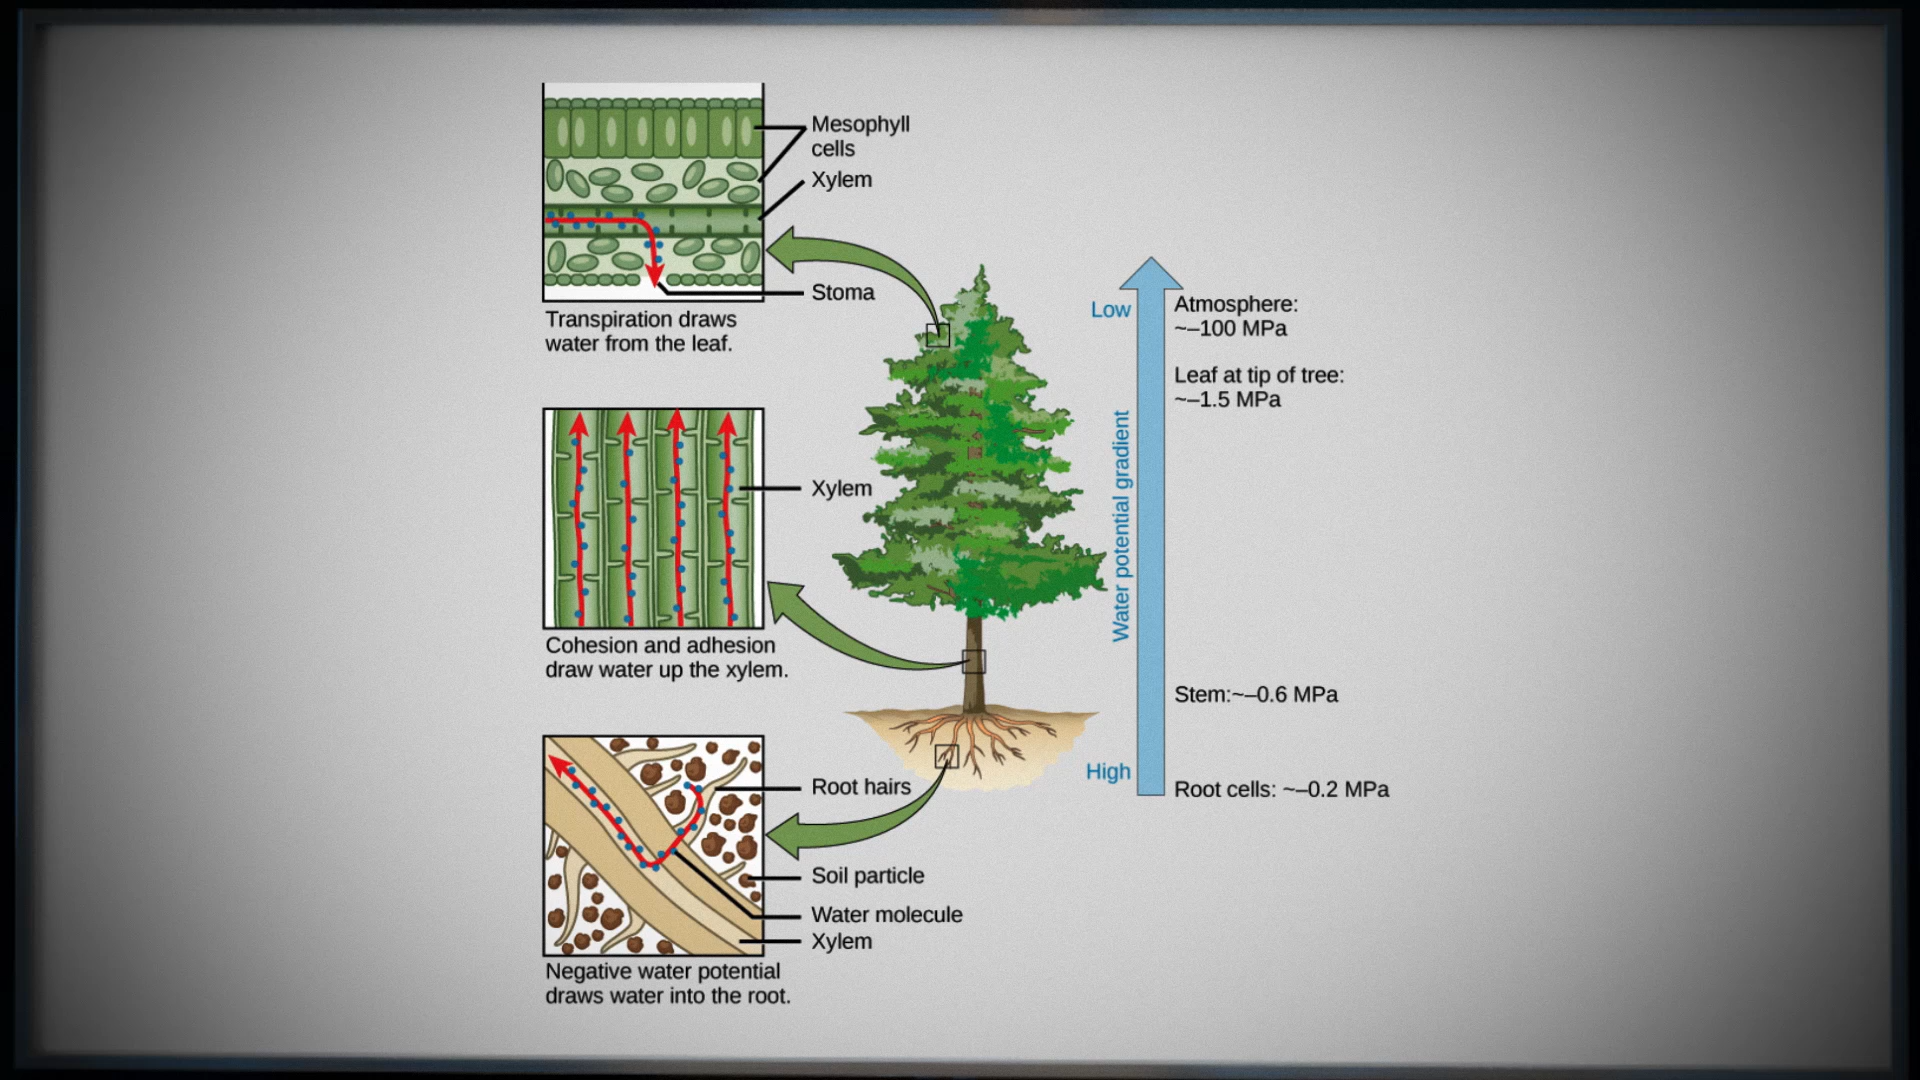 Mesophyll
cells
Xylem
Stoma
Transpiration draws
water from the leaf.
Xylem
Cohesion and adhesion
draw water up the xylem.
Root hairs
Soil particle
Water molecule
Xylem
Negative water potential
draws water into the root.
Low
Water potential gradient
High
Atmosphere:
~–100 MPa
Leaf at tip of tree:
~–1.5 MPa
Stem:~–0.6 MPa
Root cells: ~–0.2 MPa